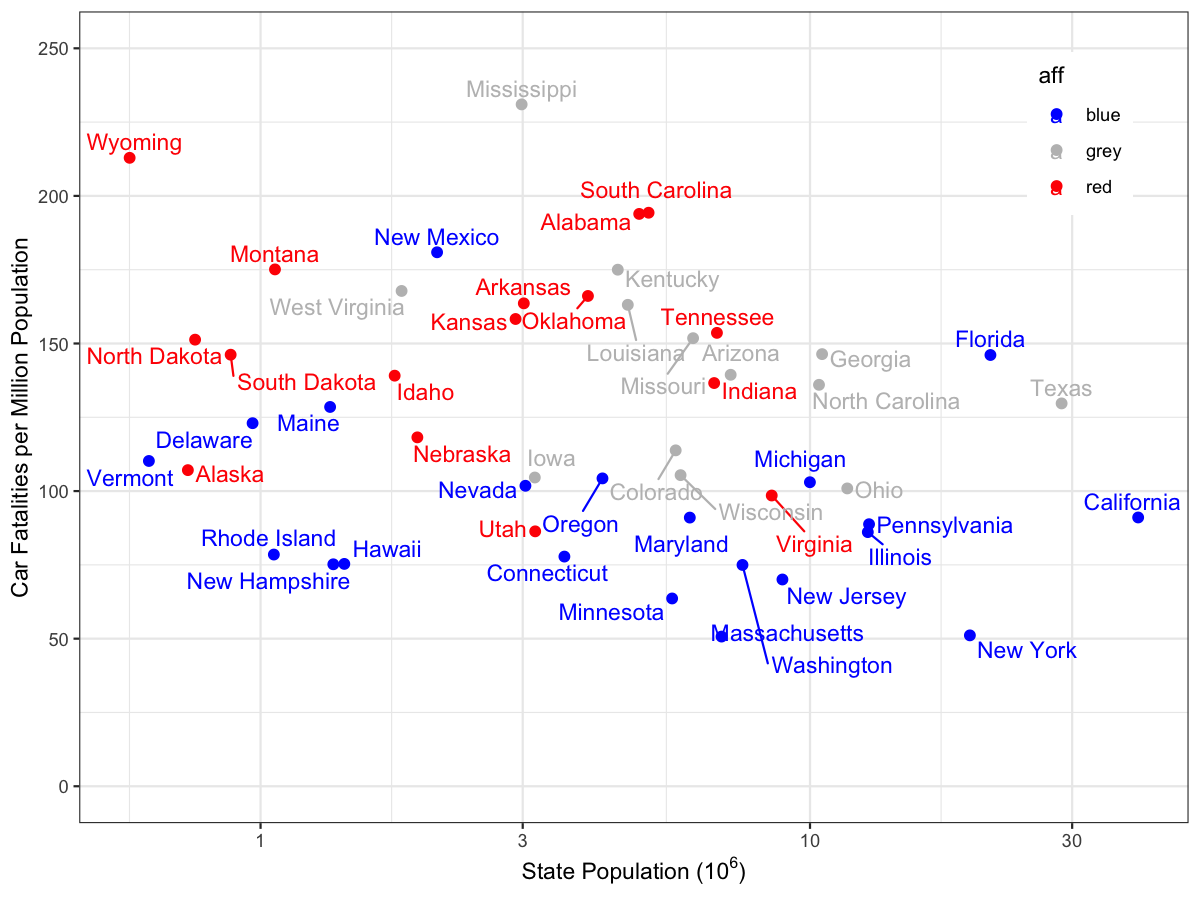 250
200
150
100
50
0
Car Fatalities per Million Population
Mississippi
Wyoming
South Carolina
Alabama
New Mexico
Montana
Kentucky
West Virginia
Arkansas
Kansas
Oklahoma
Tennessee
Louisiana
Arizona
Florida
North Dakota
Georgia
South Dakota
Missouri
Indiana
Texas
Idaho
North Carolina
Maine
Delaware
Nebraska
Iowa
Michigan
Vermont
Alaska
Nevada
Colorado
Ohio
California
Wisconsin
Oregon
Pennsylvania
Utah
Rhode Island
Hawaii
Maryland
Virginia
Illinois
New Hampshire
Connecticut
New Jersey
Minnesota
Massachusetts
New York
Washington
aff
a blue
a grey
a red
1
3
10
30
State Population (10⁶)